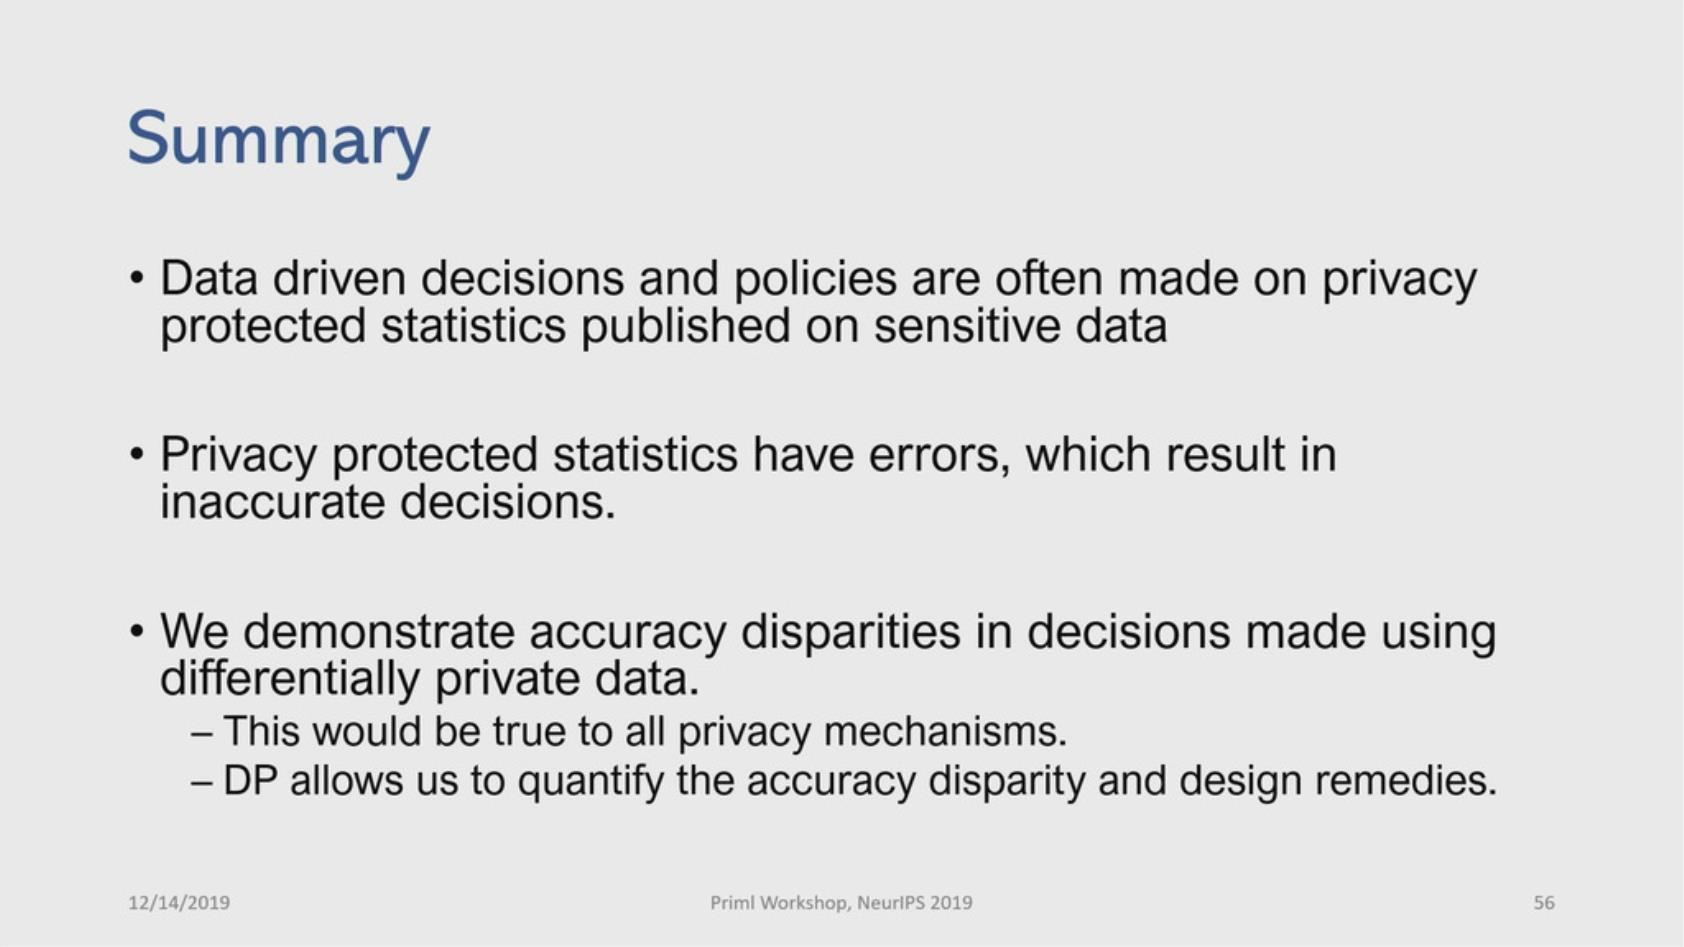 Summary
• Data driven decisions and policies are often made on privacy
protected statistics published on sensitive data
• Privacy protected statistics have errors, which result in
inaccurate decisions.
• We demonstrate accuracy disparities in decisions made using
differentially private data.
– This would be true to all privacy mechanisms.
– DP allows us to quantify the accuracy disparity and design remedies.
12/14/2019 Priml Workshop, NeurIPS 2019 56